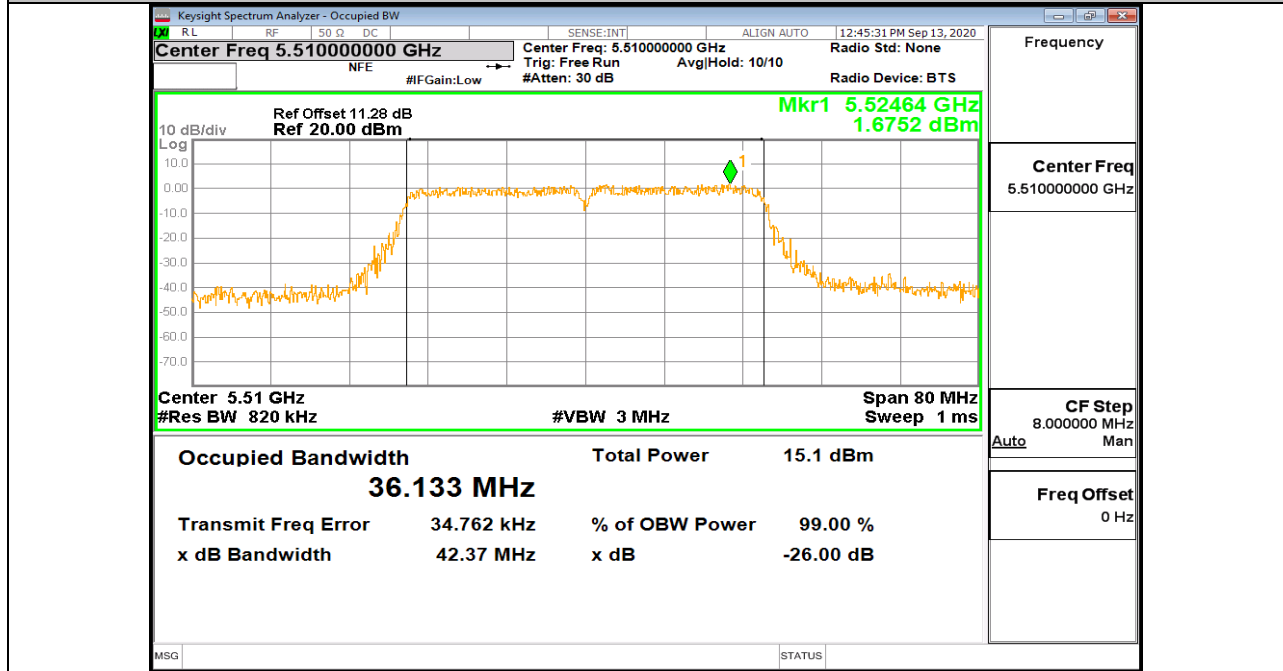 Keysight Spectrum Analyzer - Occupied BW
LXI RL RF 50 Ω DC SENSE:INT ALIGN AUTO 12:45:31 PM Sep 13, 2020
Center Freq 5.510000000 GHz Center Freq: 5.510000000 GHz Radio Std: None
NFE Trig: Free Run Avg|Hold: 10/10
#IFGain:Low #Atten: 30 dB Radio Device: BTS
Mkr1 5.52464 GHz
Ref Offset 11.28 dB
10 dB/div Ref 20.00 dBm 1.6752 dBm
Log
10.0
0.00
-10.0
-20.0
-30.0
-40.0
-50.0
-60.0
-70.0
1
Center 5.51 GHz Span 80 MHz
#Res BW 820 kHz #VBW 3 MHz Sweep 1 ms
Occupied Bandwidth Total Power 15.1 dBm
36.133 MHz
Transmit Freq Error 34.762 kHz % of OBW Power 99.00 %
x dB Bandwidth 42.37 MHz x dB -26.00 dB
MSG STATUS
Frequency
Center Freq
5.510000000 GHz
CF Step
8.000000 MHz
Auto Man
Freq Offset
0 Hz